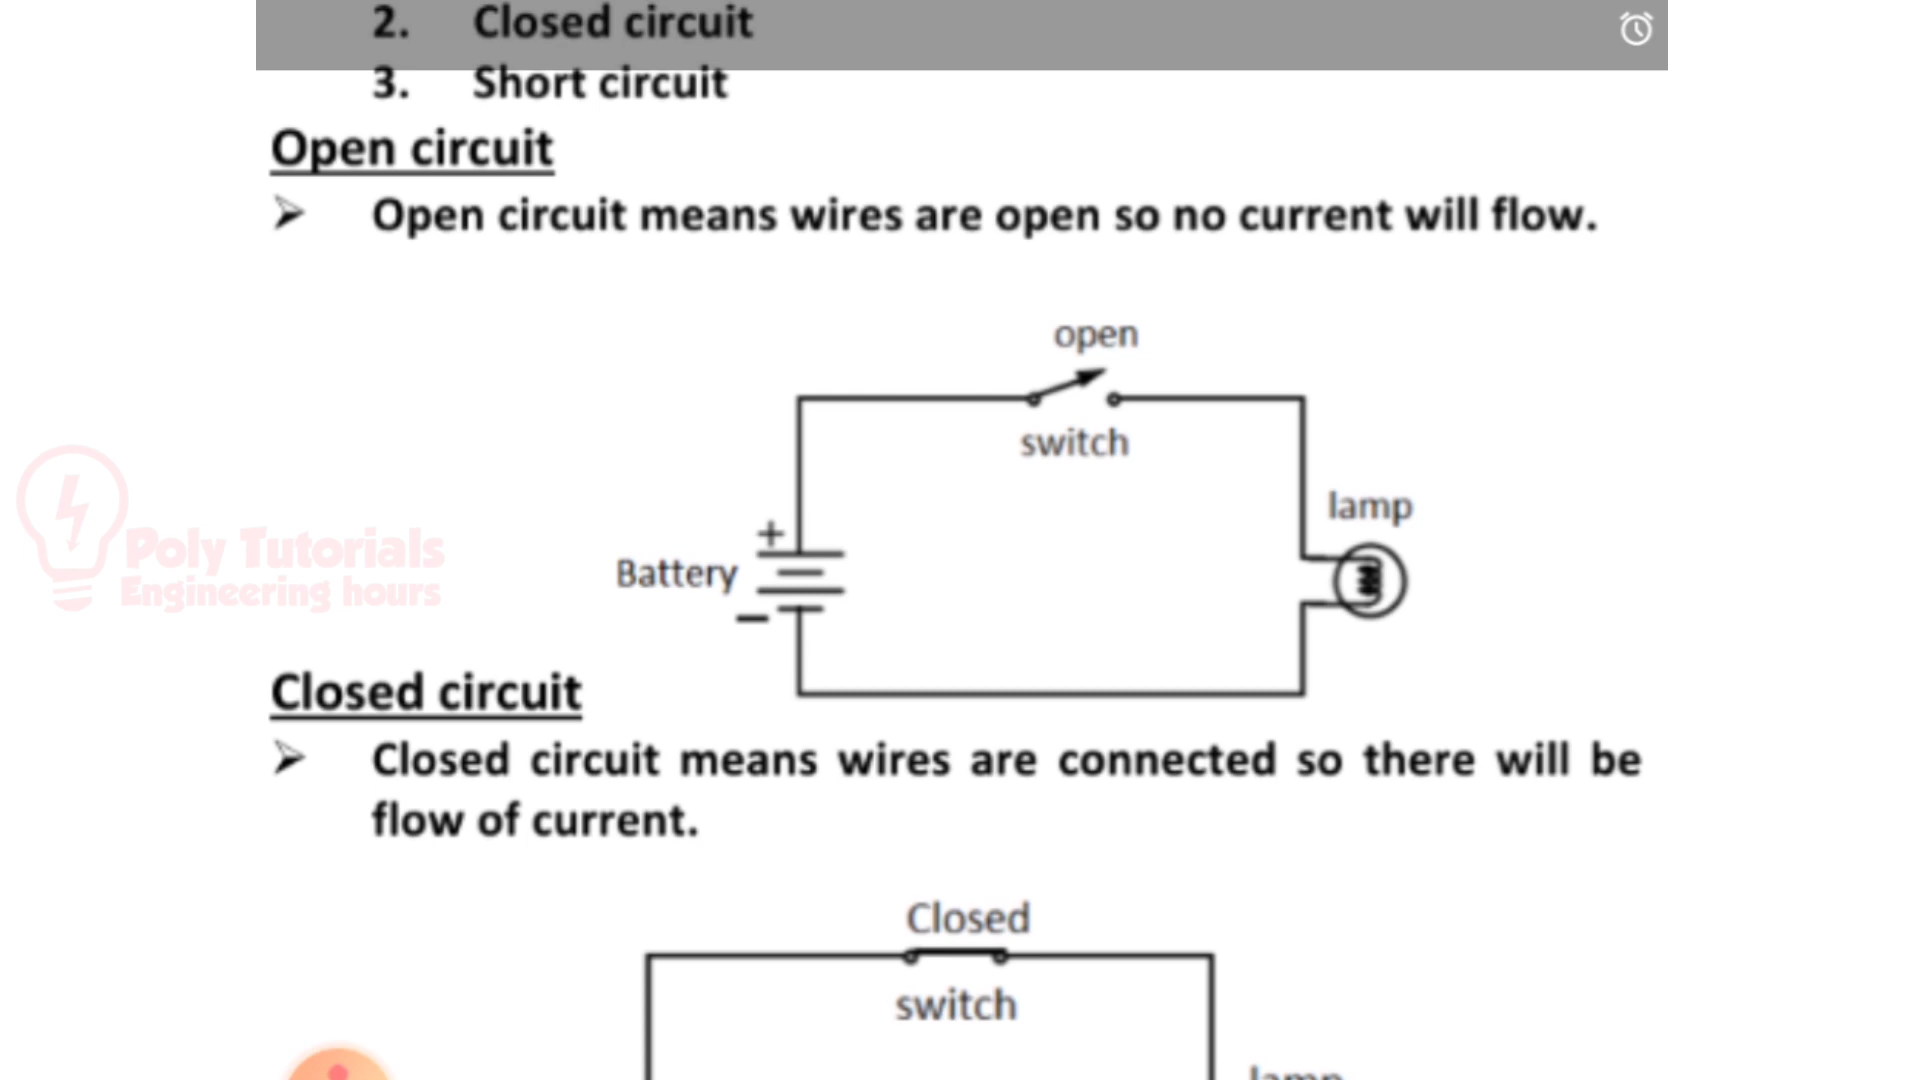 2. Closed circuit
3. Short circuit
Open circuit
➢ Open circuit means wires are open so no current will flow.
open
switch
lamp
+
Battery
−
Poly Tutorials
Engineering hours
Closed circuit
➢ Closed circuit means wires are connected so there will be
flow of current.
Closed
switch
lamp